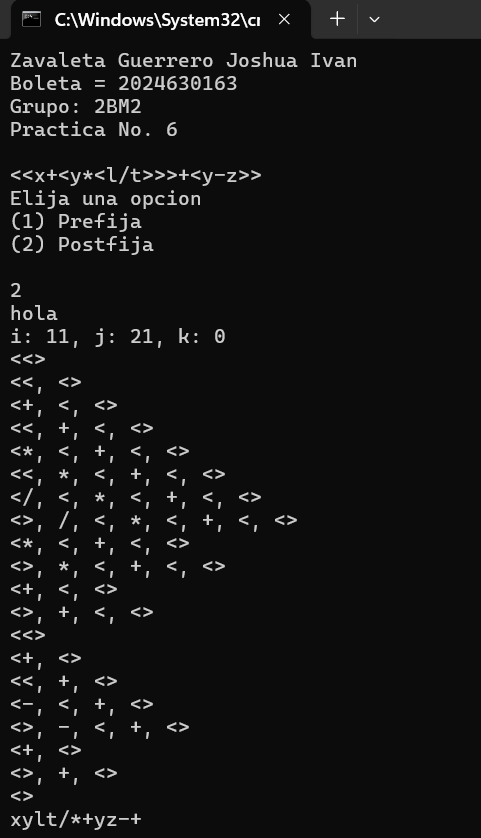 C:\Windows\System32\cr
Zavaleta Guerrero Joshua Ivan
Boleta = 2024630163
Grupo: 2BM2
Practica No. 6
<<x+<y*<l/t>>>+<y-z>>
Elija una opcion
(1) Prefija
(2) Postfija
2
hola
i: 11, j: 21, k: 0
<<>
<<, <>
<+, <, <>
<<, +, <, <>
<*, <, +, <, <>
<<, *, <, +, <, <>
</, <, *, <, +, <, <>
<>, /, <, *, <, +, <, <>
<*, <, +, <, <>
<>, *, <, +, <, <>
<+, <, <>
<>, +, <, <>
<<>
<+, <>
<<, +, <>
<-, <, +, <>
<>, -, <, +, <>
<+, <>
<>, +, <>
<>
xylt/*+yz-+